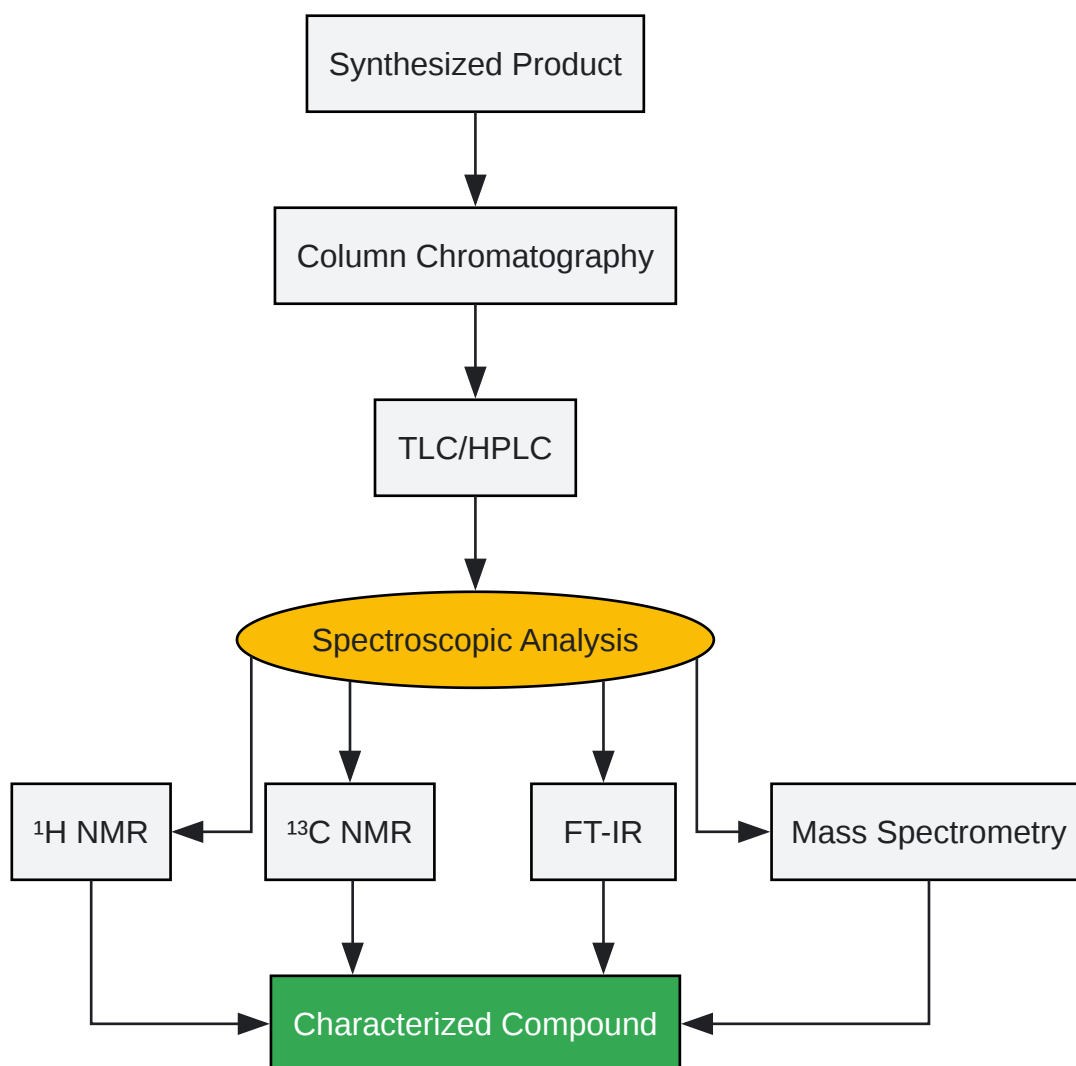 Synthesized Product
Column Chromatography
TLC/HPLC
Spectroscopic Analysis
¹H NMR
¹³C NMR
FT-IR
Mass Spectrometry
Characterized Compound